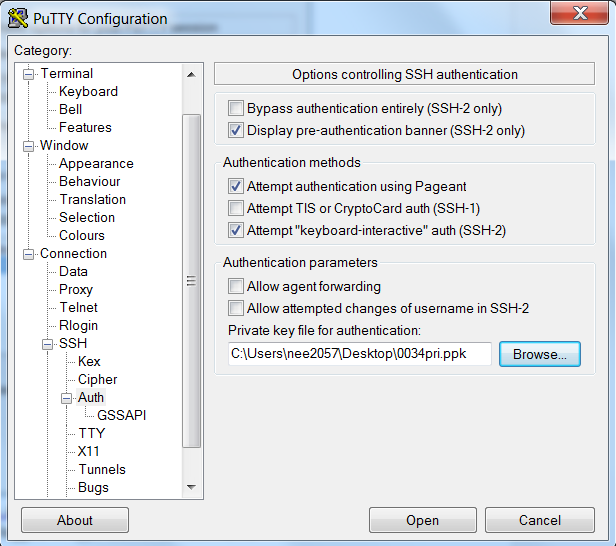 PuTTY Configuration
Category:
Terminal
Keyboard
Bell
Features
Window
Appearance
Behaviour
Translation
Selection
Colours
Connection
Data
Proxy
Telnet
Rlogin
SSH
Kex
Cipher
Auth
GSSAPI
TTY
X11
Tunnels
Bugs
Options controlling SSH authentication
Bypass authentication entirely (SSH-2 only)
Display pre-authentication banner (SSH-2 only)
Authentication methods
Attempt authentication using Pageant
Attempt TIS or CryptoCard auth (SSH-1)
Attempt "keyboard-interactive" auth (SSH-2)
Authentication parameters
Allow agent forwarding
Allow attempted changes of username in SSH-2
Private key file for authentication:
C:\Users\nee2057\Desktop\0034pri.ppk Browse...
About Open Cancel